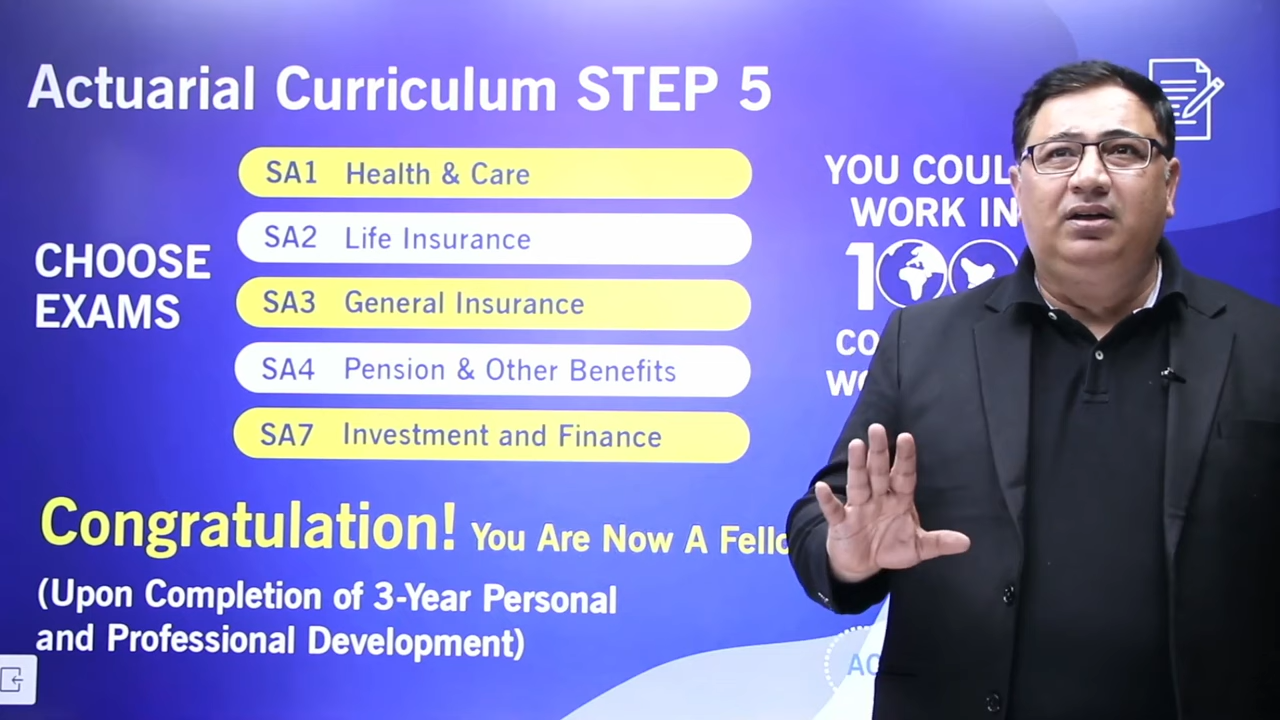 Actuarial Curriculum STEP 5
CHOOSE
EXAMS
SA1 Health & Care
SA2 Life Insurance
SA3 General Insurance
SA4 Pension & Other Benefits
SA7 Investment and Finance
YOU COUL
WORK IN
100
CO
WO
Congratulation! You Are Now A Fello
(Upon Completion of 3-Year Personal
and Professional Development)